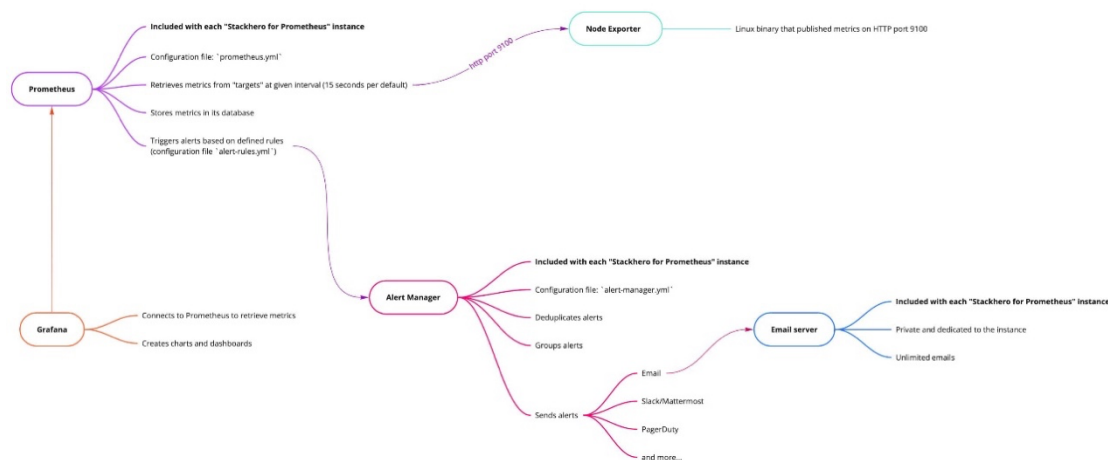 Prometheus
Included with each "Stackhero for Prometheus" instance
Configuration file: `prometheus.yml`
Retrieves metrics from "targets" at given interval (15 seconds per default)
Stores metrics in its database
Triggers alerts based on defined rules
(configuration file `alert-rules.yml`)
http port 9100
Node Exporter
Linux binary that published metrics on HTTP port 9100
Grafana
Connects to Prometheus to retrieve metrics
Creates charts and dashboards
Alert Manager
Included with each "Stackhero for Prometheus" instance
Configuration file: `alert-manager.yml`
Deduplicates alerts
Groups alerts
Sends alerts
Email
Slack/Mattermost
PagerDuty
and more...
Email server
Included with each "Stackhero for Prometheus" instance
Private and dedicated to the instance
Unlimited emails